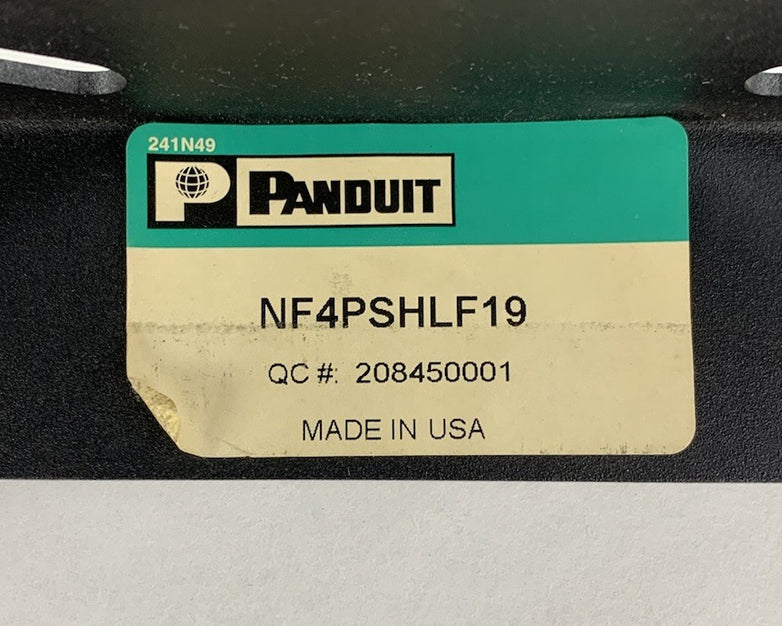 241N49
P PANDUIT
NF4PSHLF19
QC #: 208450001
MADE IN USA